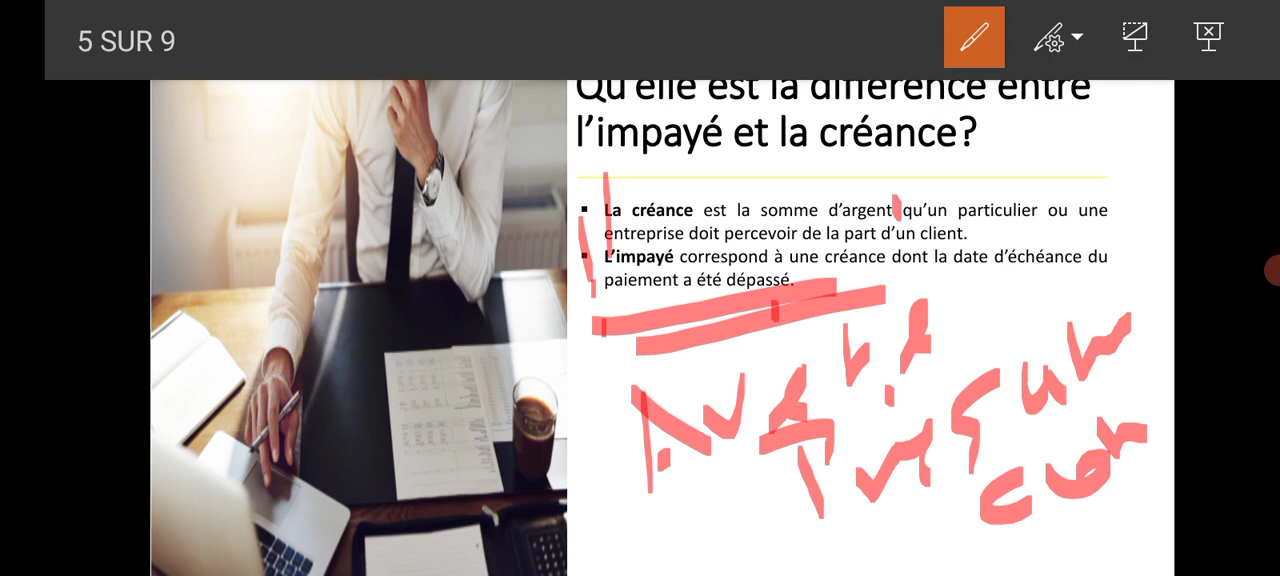 5 SUR 9
Qu'elle est la différence entre
l'impayé et la créance?
▪ La créance est la somme d'argent qu'un particulier ou une
entreprise doit percevoir de la part d'un client.
▪ L'impayé correspond à une créance dont la date d'échéance du
paiement a été dépassé.